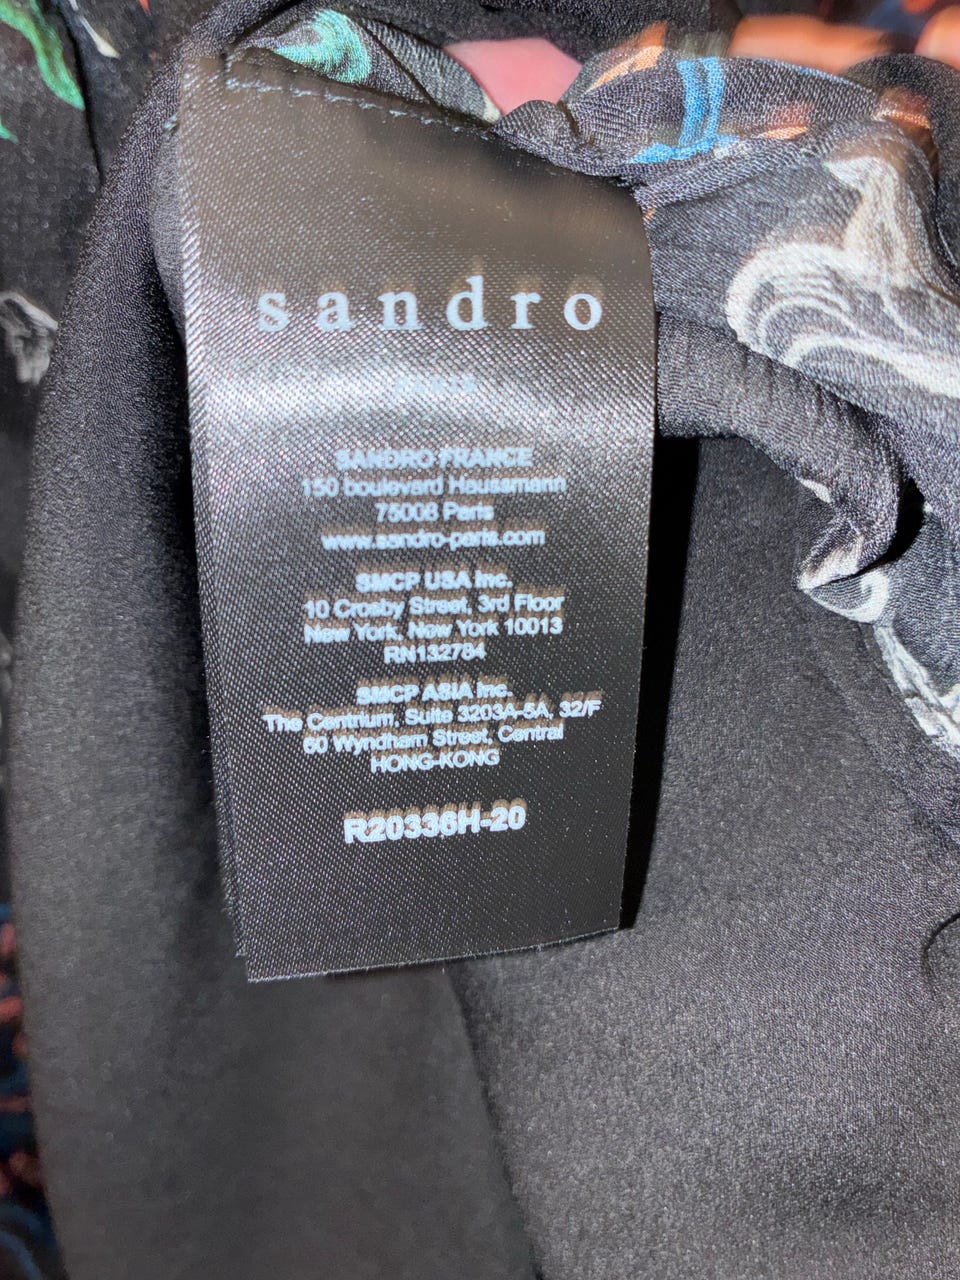 sandro
PARIS
SANDRO FRANCE
150 boulevard Haussmann
75008 Paris
www.sandro-paris.com
SMCP USA Inc.
10 Crosby Street, 3rd Floor
New York, New York 10013
RN132784
SMCP ASIA Inc.
The Centrium, Suite 3203A-5A, 32/F
60 Wyndham Street, Central
HONG-KONG
R20336H-20